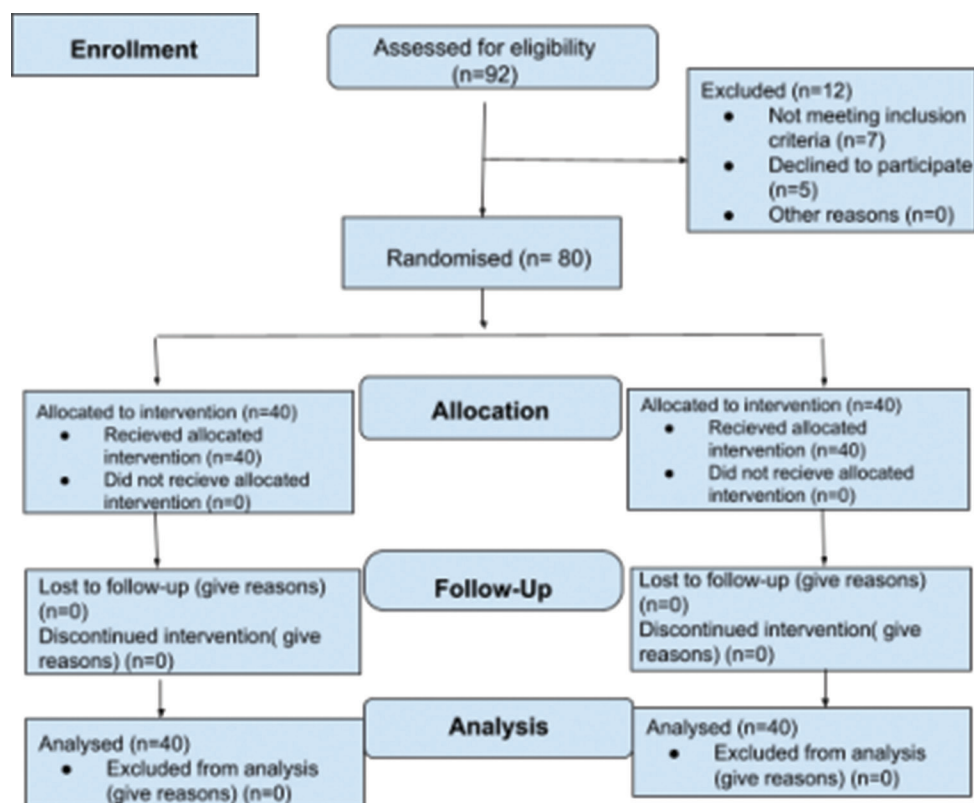 Enrollment
Assessed for eligibility
(n=92)
Excluded (n=12)
● Not meeting inclusion
criteria (n=7)
● Declined to participate
(n=5)
● Other reasons (n=0)
Randomised (n= 80)
Allocation
Allocated to intervention (n=40)
● Recieved allocated
intervention (n=40)
● Did not recieve allocated
intervention (n=0)
Allocated to intervention (n=40)
● Recieved allocated
intervention (n=40)
● Did not recieve allocated
intervention (n=0)
Follow-Up
Lost to follow-up (give reasons)
(n=0)
Discontinued intervention( give
reasons) (n=0)
Lost to follow-up (give reasons)
(n=0)
Discontinued intervention( give
reasons) (n=0)
Analysis
Analysed (n=40)
● Excluded from analysis
(give reasons) (n=0)
Analysed (n=40)
● Excluded from analysis
(give reasons) (n=0)